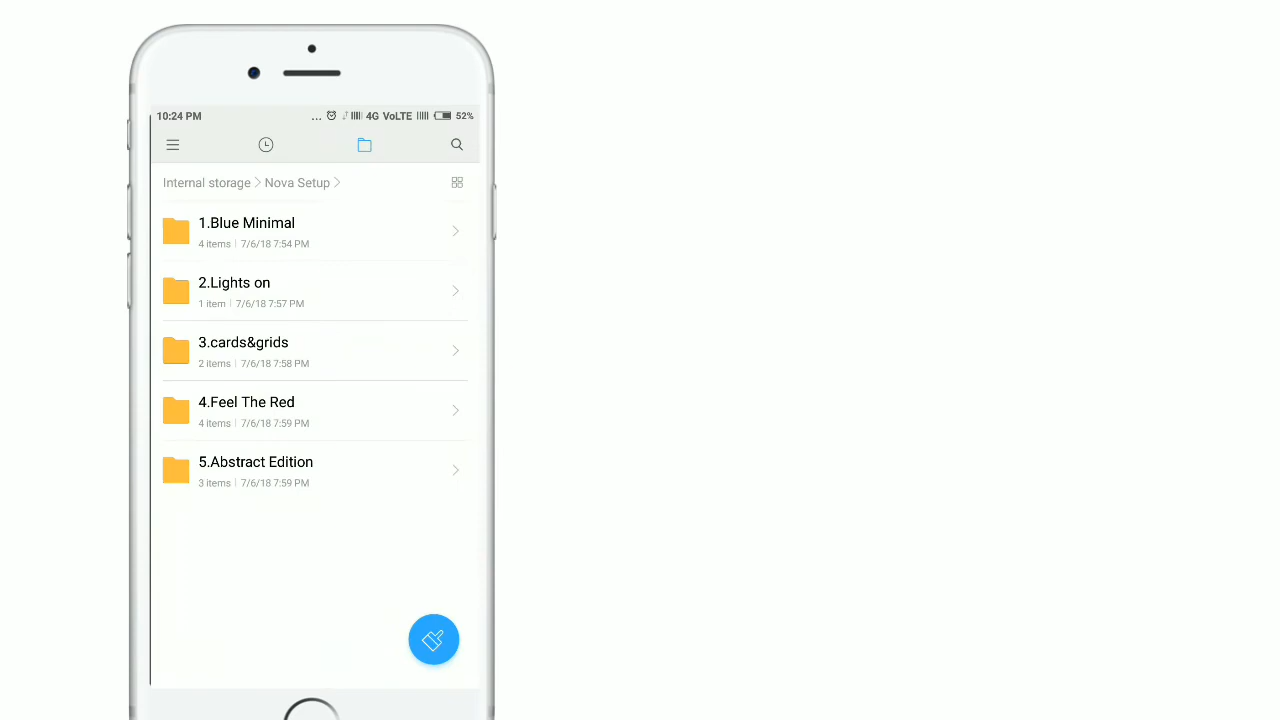 10:24 PM ... 4G VoLTE 52%
Internal storage > Nova Setup >
1.Blue Minimal
4 items | 7/6/18 7:54 PM
2.Lights on
1 item | 7/6/18 7:57 PM
3.cards&grids
2 items | 7/6/18 7:58 PM
4.Feel The Red
4 items | 7/6/18 7:59 PM
5.Abstract Edition
3 items | 7/6/18 7:59 PM